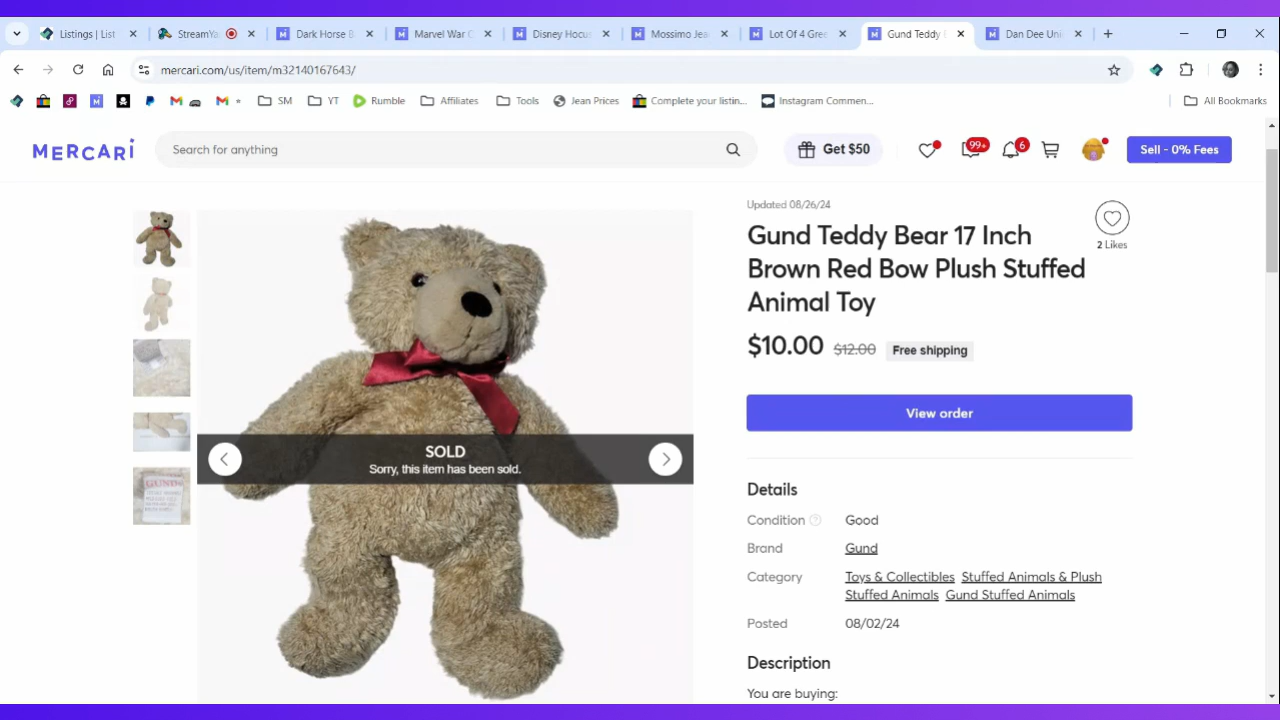 Listings | List
StreamYa
Dark Horse B
Marvel War C
Disney Hocus
Mossimo Jea
Lot Of 4 Gree
Gund Teddy B
Dan Dee Uni
mercari.com/us/item/m32140167643/
SM
YT
Rumble
Affiliates
Tools
Jean Prices
Complete your listin...
Instagram Commen...
All Bookmarks
MERCARI
Search for anything
Get $50
99+
6
Sell - 0% Fees
Updated 08/26/24
Gund Teddy Bear 17 Inch
Brown Red Bow Plush Stuffed
Animal Toy
2 Likes
$10.00 $12.00 Free shipping
View order
SOLD
Sorry, this item has been sold.
GUND
Details
Condition Good
Brand Gund
Category Toys & Collectibles Stuffed Animals & Plush
Stuffed Animals Gund Stuffed Animals
Posted 08/02/24
Description
You are buying: